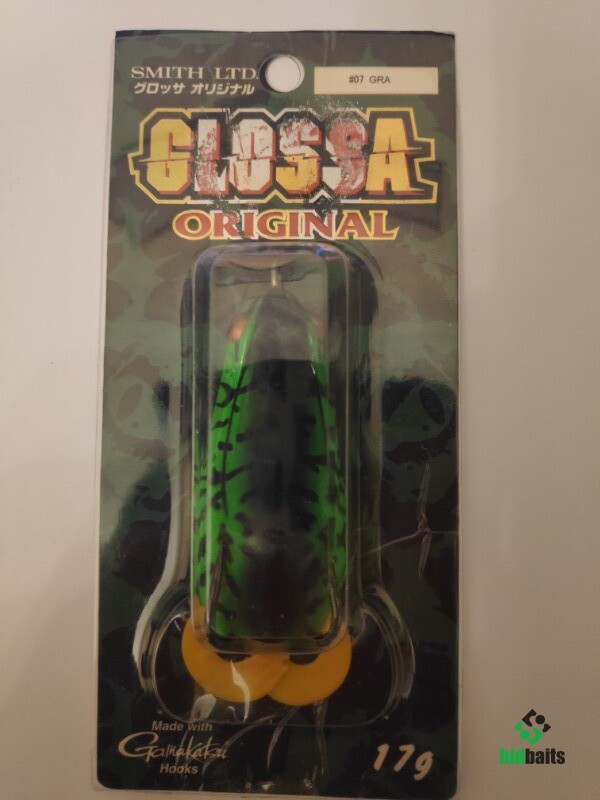 SMITH LTD.
グロッサ オリジナル
#07 GRA
GLOSSA
ORIGINAL
Made with
Gamakatsu
Hooks
17g
bidbaits